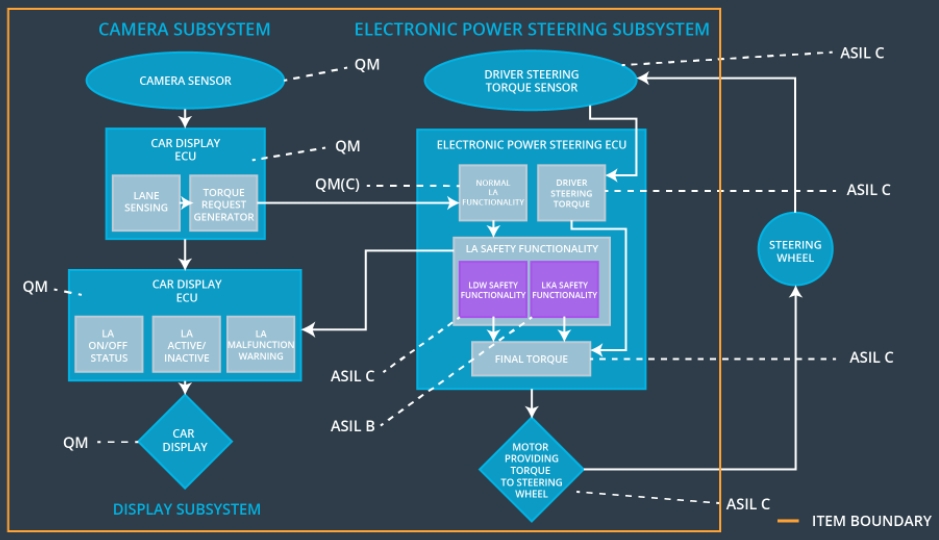 CAMERA SUBSYSTEM
ELECTRONIC POWER STEERING SUBSYSTEM
CAMERA SENSOR
QM
DRIVER STEERING
TORQUE SENSOR
ASIL C
CAR DISPLAY
ECU
QM
LANE
SENSING
TORQUE
REQUEST
GENERATOR
ELECTRONIC POWER STEERING ECU
QM(C)
NORMAL
LA
FUNCTIONALITY
DRIVER
STEERING
TORQUE
ASIL C
STEERING
WHEEL
LA SAFETY FUNCTIONALITY
LDW SAFETY
FUNCTIONALITY
LKA SAFETY
FUNCTIONALITY
QM
CAR DISPLAY
ECU
LA
ON/OFF
STATUS
LA
ACTIVE/
INACTIVE
LA
MALFUNCTION
WARNING
FINAL TORQUE
ASIL C
ASIL C
ASIL B
QM
CAR
DISPLAY
MOTOR
PROVIDING
TORQUE
TO STEERING
WHEEL
ASIL C
DISPLAY SUBSYSTEM
ITEM BOUNDARY